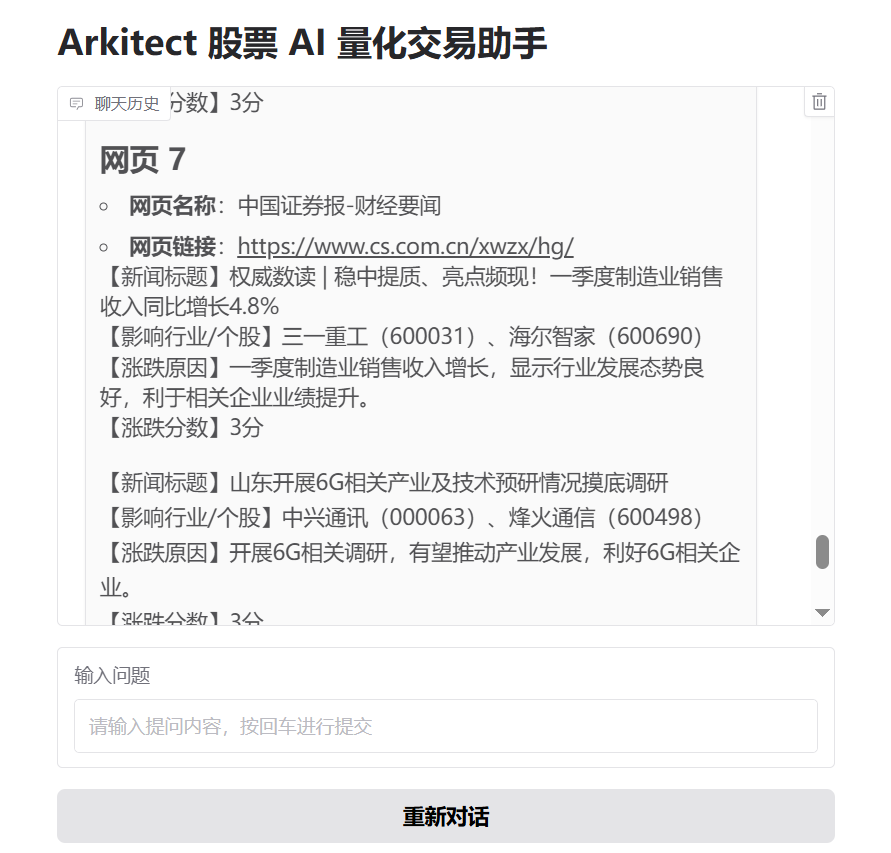 Arkitect 股票 AI 量化交易助手
聊天历史
分数】3分
网页 7
网页名称：中国证券报-财经要闻
网页链接：https://www.cs.com.cn/xwzx/hg/
【新闻标题】权威数读 | 稳中提质、亮点频现！一季度制造业销售
收入同比增长4.8%
【影响行业/个股】三一重工（600031）、海尔智家（600690）
【涨跌原因】一季度制造业销售收入增长，显示行业发展态势良
好，利于相关企业业绩提升。
【涨跌分数】3分
【新闻标题】山东开展6G相关产业及技术预研情况摸底调研
【影响行业/个股】中兴通讯（000063）、烽火通信（600498）
【涨跌原因】开展6G相关调研，有望推动产业发展，利好6G相关企
业。
【涨跌分数】3分
输入问题
请输入提问内容，按回车进行提交
重新对话